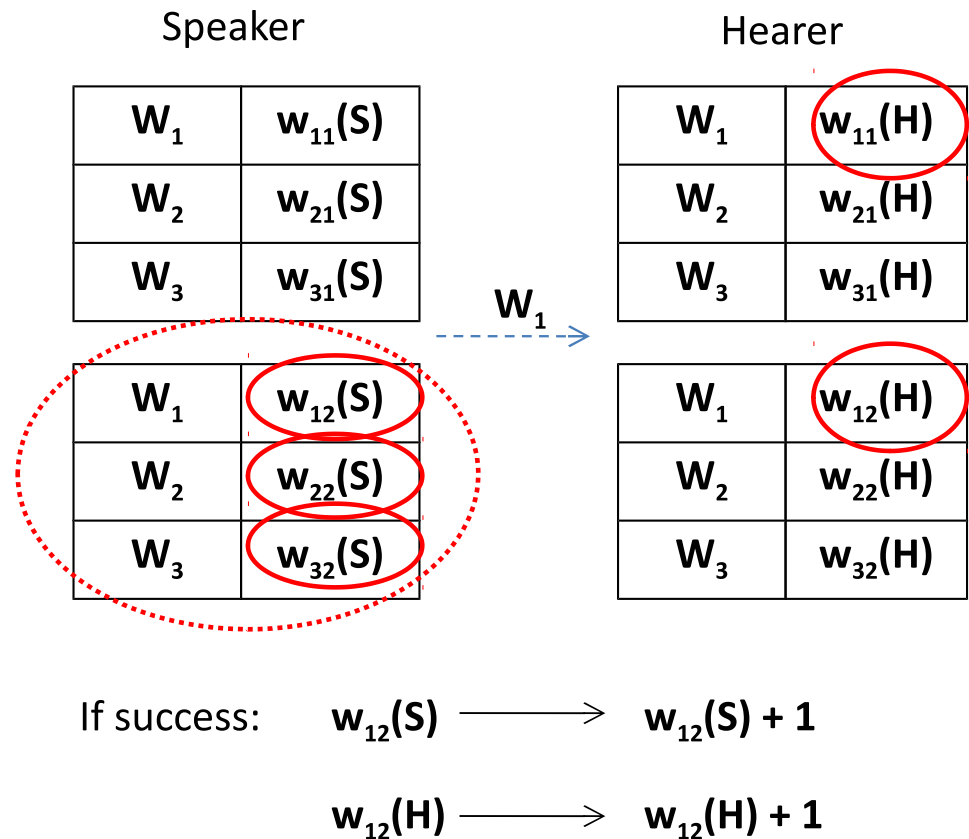 Speaker
Hearer
W₁ w₁₁(S)
W₂ w₂₁(S)
W₃ w₃₁(S)
W₁ w₁₁(H)
W₂ w₂₁(H)
W₃ w₃₁(H)
W₁
W₁ w₁₂(S)
W₂ w₂₂(S)
W₃ w₃₂(S)
W₁ w₁₂(H)
W₂ w₂₂(H)
W₃ w₃₂(H)
If success: w₁₂(S) → w₁₂(S) + 1
w₁₂(H) → w₁₂(H) + 1